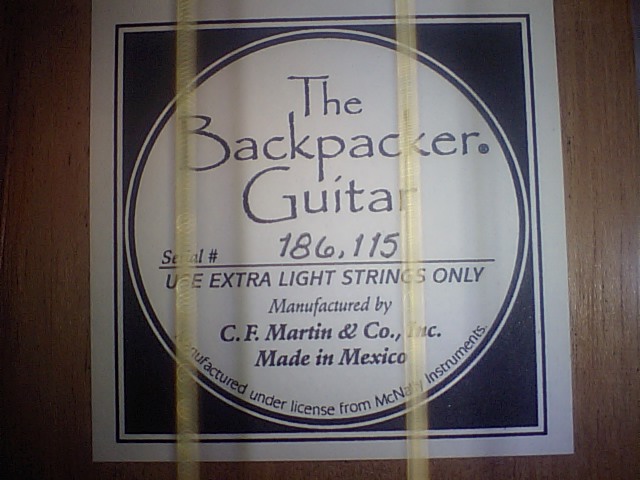 The
Backpacker®
Guitar
Serial # 186,115
USE EXTRA LIGHT STRINGS ONLY
Manufactured by
C. F. Martin & Co., Inc.
Made in Mexico
Manufactured under license from McNally Instruments.